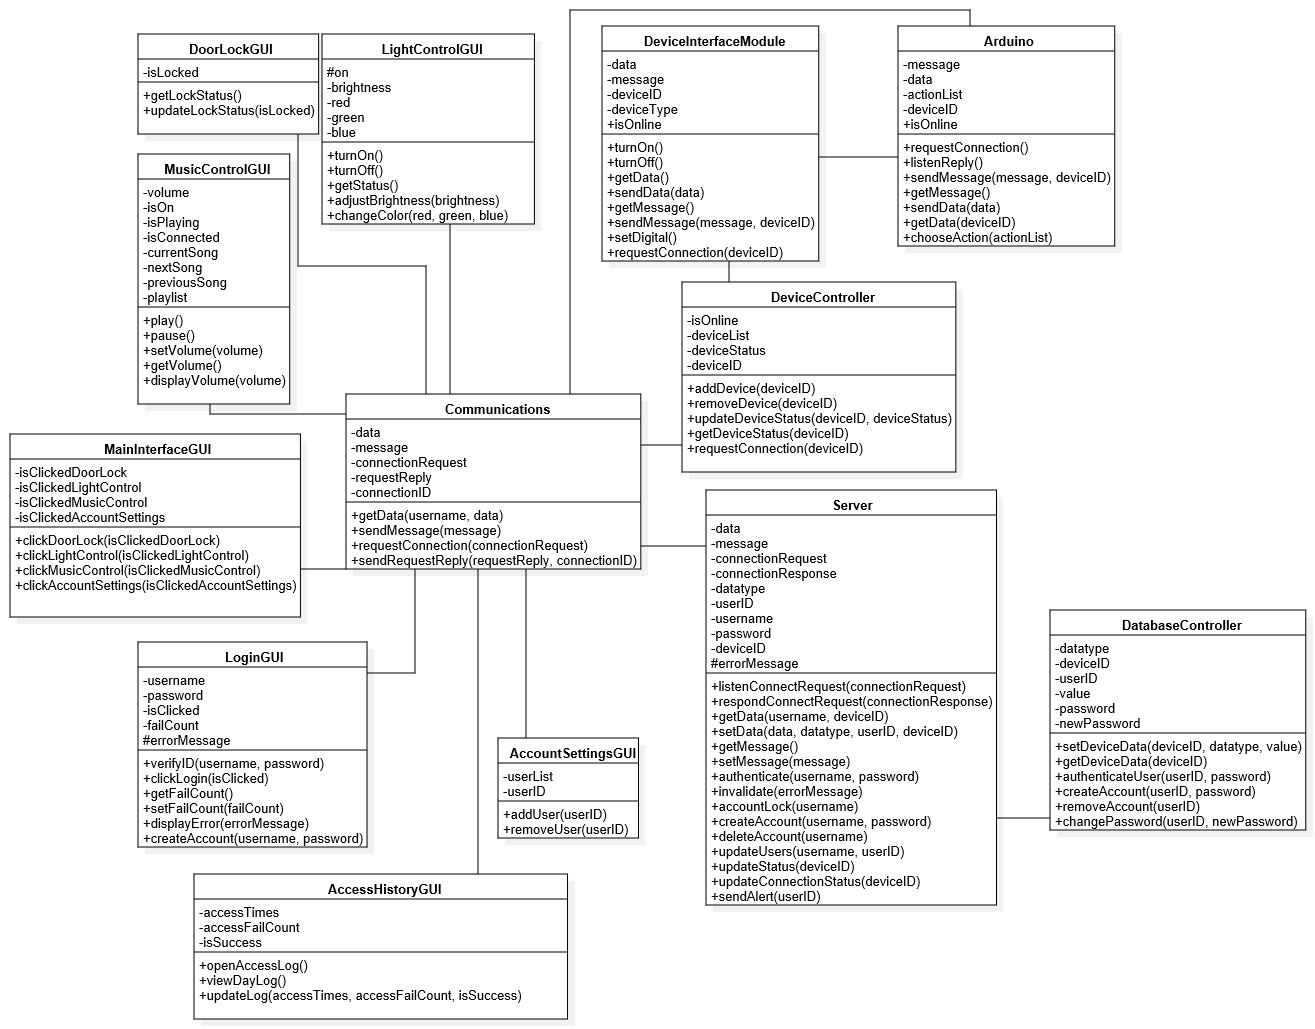 DoorLockGUI
-isLocked
+getLockStatus()
+updateLockStatus(isLocked)
LightControlGUI
#on
-brightness
-red
-green
-blue
+turnOn()
+turnOff()
+getStatus()
+adjustBrightness(brightness)
+changeColor(red, green, blue)
DeviceInterfaceModule
-data
-message
-deviceID
-deviceType
+isOnline
+turnOn()
+turnOff()
+getData()
+sendData(data)
+getMessage()
+sendMessage(message, deviceID)
+setDigital()
+requestConnection(deviceID)
Arduino
-message
-data
-actionList
-deviceID
+isOnline
+requestConnection()
+listenReply()
+sendMessage(message, deviceID)
+getMessage()
+sendData(data)
+getData(deviceID)
+chooseAction(actionList)
MusicControlGUI
-volume
-isOn
-isPlaying
-isConnected
-currentSong
-nextSong
-previousSong
-playlist
+play()
+pause()
+setVolume(volume)
+getVolume()
+displayVolume(volume)
DeviceController
-isOnline
-deviceList
-deviceStatus
-deviceID
+addDevice(deviceID)
+removeDevice(deviceID)
+updateDeviceStatus(deviceID, deviceStatus)
+getDeviceStatus(deviceID)
+requestConnection(deviceID)
Communications
-data
-message
-connectionRequest
-requestReply
-connectionID
+getData(username, data)
+sendMessage(message)
+requestConnection(connectionRequest)
+sendRequestReply(requestReply, connectionID)
MainInterfaceGUI
-isClickedDoorLock
-isClickedLightControl
-isClickedMusicControl
-isClickedAccountSettings
+clickDoorLock(isClickedDoorLock)
+clickLightControl(isClickedLightControl)
+clickMusicControl(isClickedMusicControl)
+clickAccountSettings(isClickedAccountSettings)
Server
-data
-message
-connectionRequest
-connectionResponse
-datatype
-userID
-username
-password
-deviceID
#errorMessage
+listenConnectRequest(connectionRequest)
+respondConnectRequest(connectionResponse)
+getData(username, deviceID)
+setData(data, datatype, userID, deviceID)
+getMessage()
+setMessage(message)
+authenticate(username, password)
+invalidate(errorMessage)
+accountLock(username)
+createAccount(username, password)
+deleteAccount(username)
+updateUsers(username, userID)
+updateStatus(deviceID)
+updateConnectionStatus(deviceID)
+sendAlert(userID)
DatabaseController
-datatype
-deviceID
-userID
-value
-password
-newPassword
+setDeviceData(deviceID, datatype, value)
+getDeviceData(deviceID)
+authenticateUser(userID, password)
+createAccount(userID, password)
+removeAccount(userID)
+changePassword(userID, newPassword)
LoginGUI
-username
-password
-isClicked
-failCount
#errorMessage
+verifyID(username, password)
+clickLogin(isClicked)
+getFailCount()
+setFailCount(failCount)
+displayError(errorMessage)
+createAccount(username, password)
AccountSettingsGUI
-userList
-userID
+addUser(userID)
+removeUser(userID)
AccessHistoryGUI
-accessTimes
-accessFailCount
-isSuccess
+openAccessLog()
+viewDayLog()
+updateLog(accessTimes, accessFailCount, isSuccess)